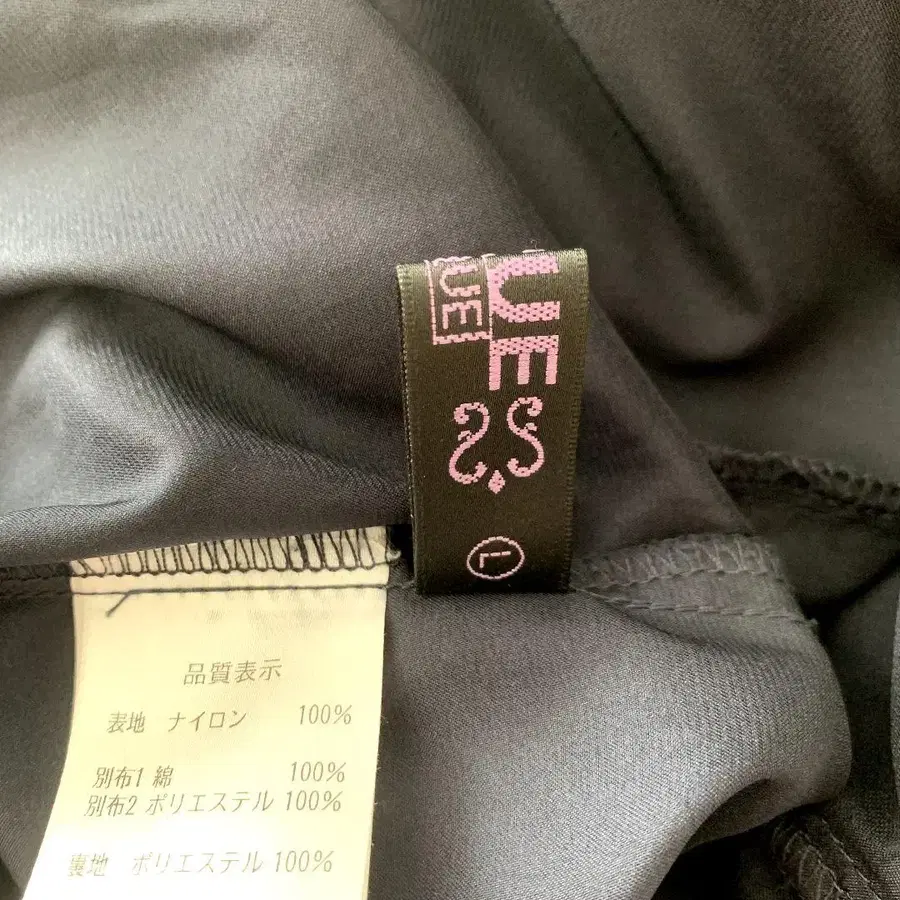 UE
UE
L
品質表示
表地 ナイロン 100%
別布1 綿 100%
別布2 ポリエステル 100%
裏地 ポリエステル 100%